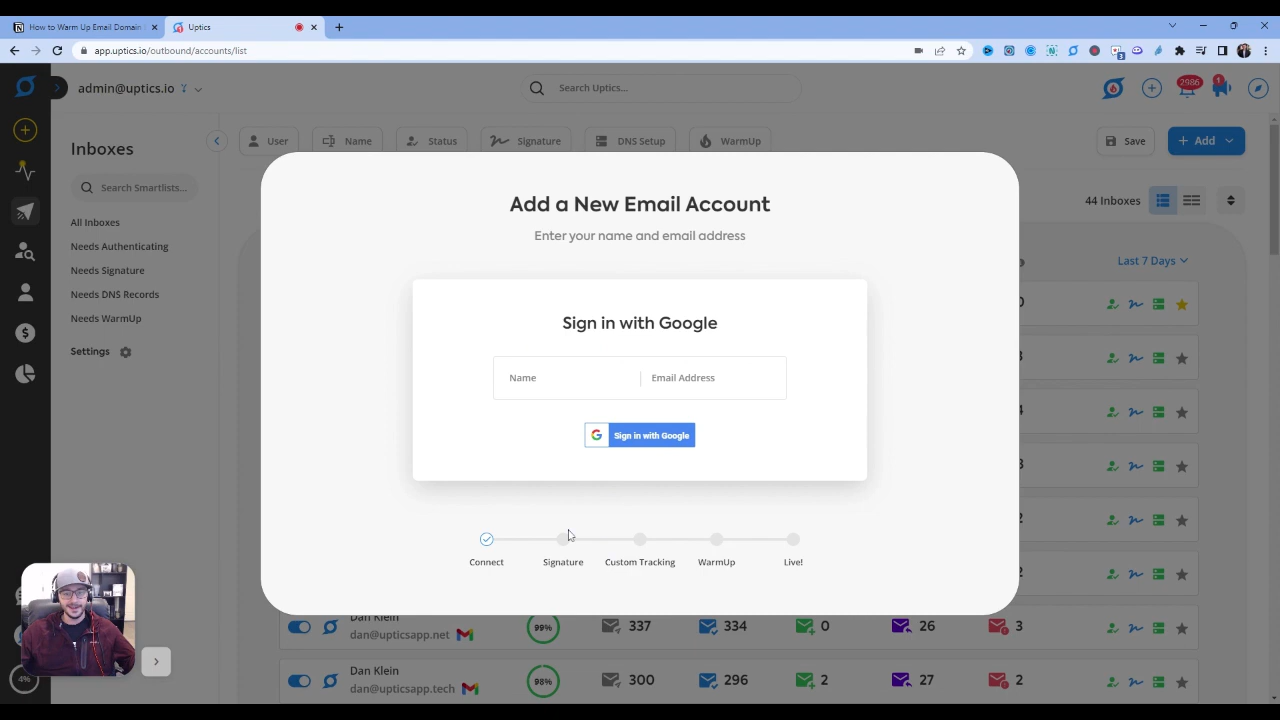 How to Warm Up Email Domain
Uptics
app.uptics.io/outbound/accounts/list
3
admin@uptics.io
Search Uptics...
2986
1
Inboxes
User
Name
Status
Signature
DNS Setup
WarmUp
Save
+ Add
Search Smartlists...
All Inboxes
Needs Authenticating
Needs Signature
Needs DNS Records
Needs WarmUp
Settings
44 Inboxes
Last 7 Days
Add a New Email Account
Enter your name and email address
Sign in with Google
Name
Email Address
G Sign in with Google
Connect
Signature
Custom Tracking
WarmUp
Live!
Dan Klein
dan@upticsapp.net
99%
337
334
0
26
3
Dan Klein
dan@upticsapp.tech
98%
300
296
2
27
2
4%